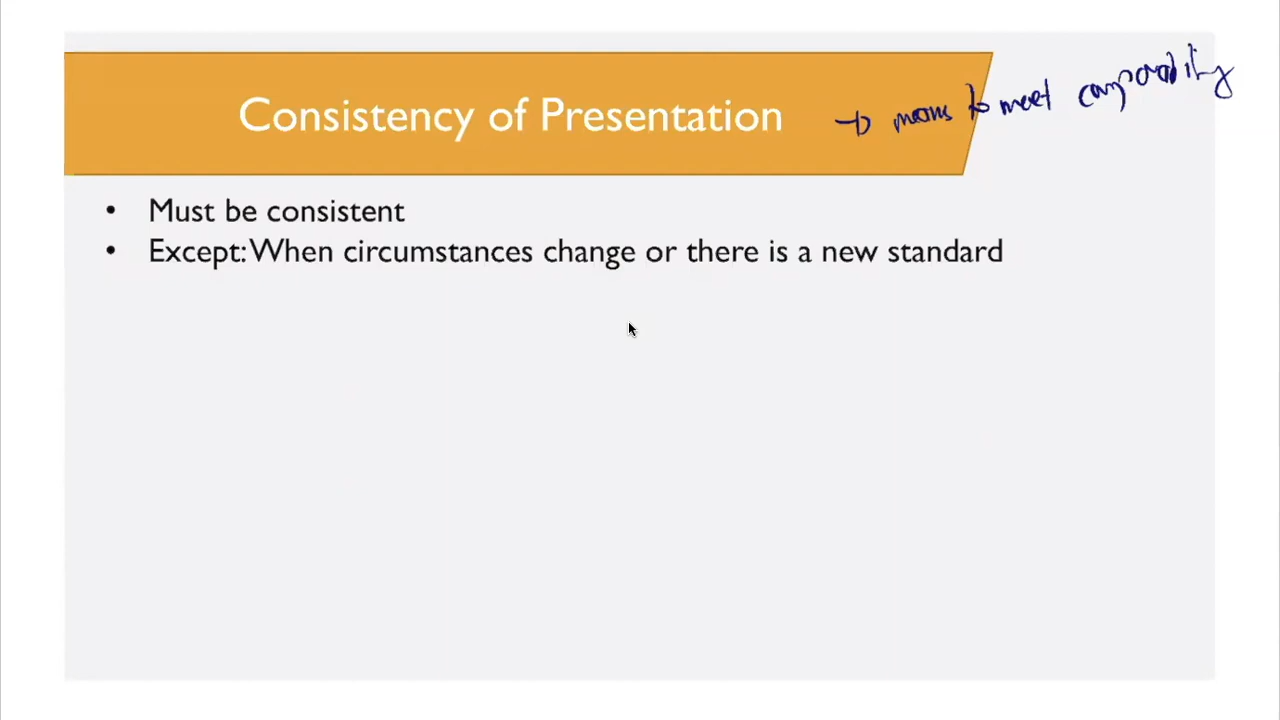 Consistency of Presentation → means to meet comparability
• Must be consistent
• Except: When circumstances change or there is a new standard